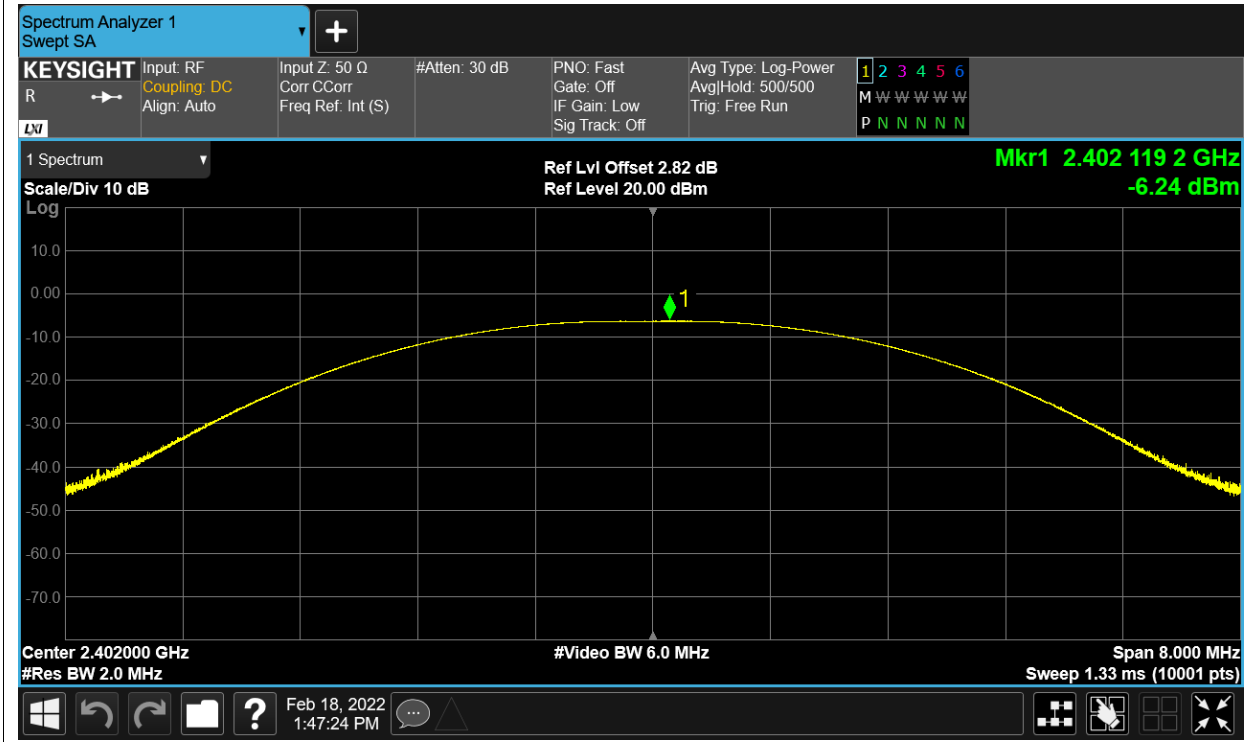 Spectrum Analyzer 1
Swept SA
+
KEYSIGHT
R
LXI
Input: RF
Coupling: DC
Align: Auto
Input Z: 50 Ω
Corr CCorr
Freq Ref: Int (S)
#Atten: 30 dB
PNO: Fast
Gate: Off
IF Gain: Low
Sig Track: Off
Avg Type: Log-Power
Avg|Hold: 500/500
Trig: Free Run
1 2 3 4 5 6
M W W W W W
P N N N N N
1 Spectrum
Scale/Div 10 dB
Log
Ref Lvl Offset 2.82 dB
Ref Level 20.00 dBm
Mkr1 2.402 119 2 GHz
-6.24 dBm
10.0
0.00
1
-10.0
-20.0
-30.0
-40.0
-50.0
-60.0
-70.0
Center 2.402000 GHz
#Video BW 6.0 MHz
Span 8.000 MHz
#Res BW 2.0 MHz
Sweep 1.33 ms (10001 pts)
?
Feb 18, 2022
1:47:24 PM